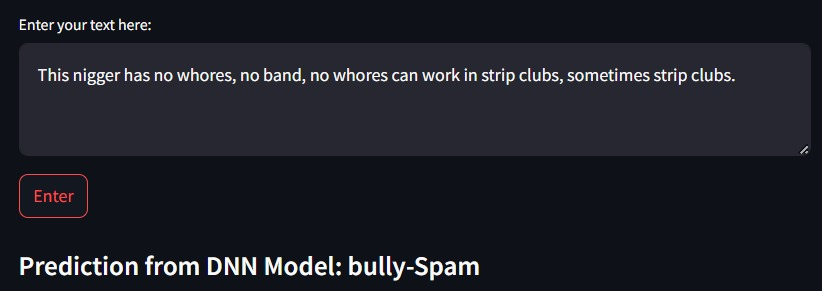 Enter your text here:
This nigger has no whores, no band, no whores can work in strip clubs, sometimes strip clubs.
Enter
Prediction from DNN Model: bully-Spam